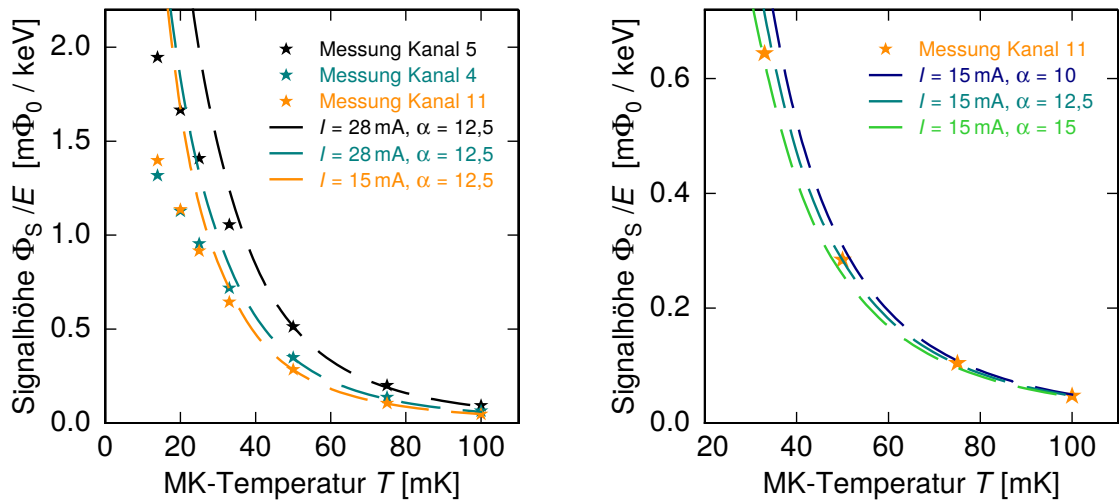 Signalhöhe Φ_S/E [mΦ_0 / keV]
2.0
1.5
1.0
0.5
0.0
Messung Kanal 5
Messung Kanal 4
Messung Kanal 11
I = 28 mA, α = 12,5
I = 28 mA, α = 12,5
I = 15 mA, α = 12,5
0 20 40 60 80 100
MK-Temperatur T [mK]
Signalhöhe Φ_S/E [mΦ_0 / keV]
0.6
0.4
0.2
0.0
Messung Kanal 11
I = 15 mA, α = 10
I = 15 mA, α = 12,5
I = 15 mA, α = 15
20 40 60 80 100
MK-Temperatur T [mK]